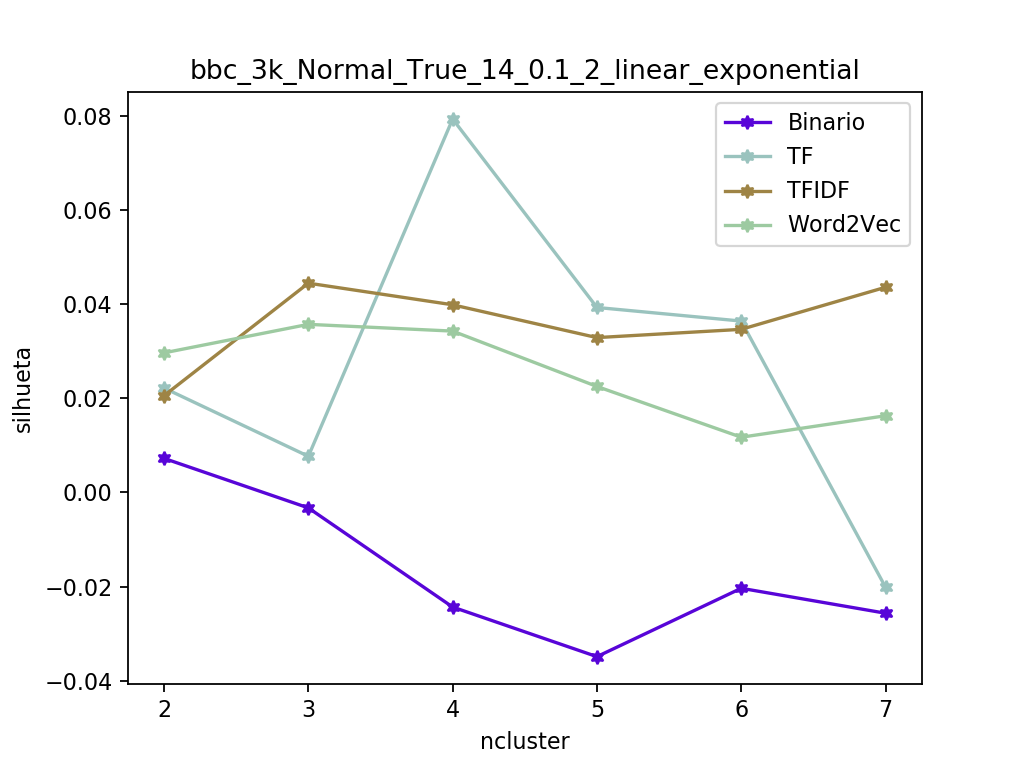 bbc_3k_Normal_True_14_0.1_2_linear_exponential
Binario
TF
TFIDF
Word2Vec
silhueta
0.08
0.06
0.04
0.02
0.00
−0.02
−0.04
2 3 4 5 6 7
ncluster